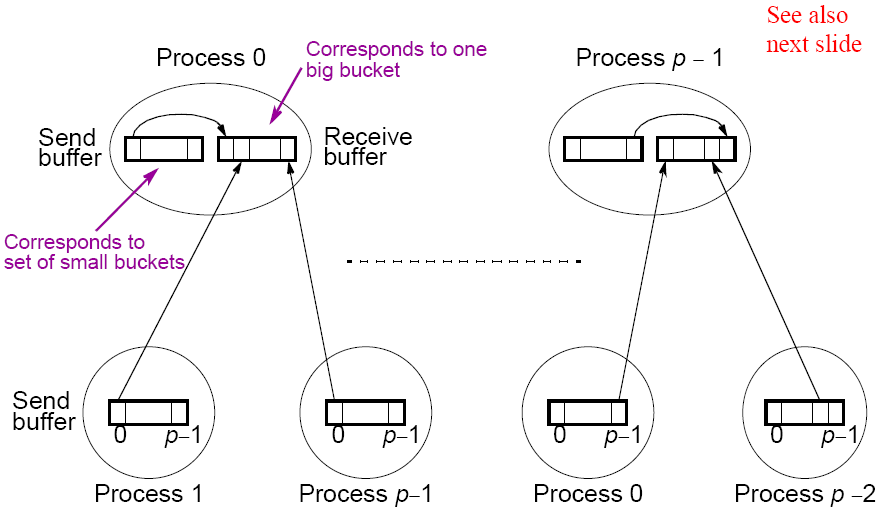 See also
next slide
Process 0
Corresponds to one
big bucket
Process p – 1
Send
buffer
Receive
buffer
Corresponds to
set of small buckets
Send
buffer
0 p–1
0 p–1
0 p–1
0 p–1
Process 1
Process p–1
Process 0
Process p –2